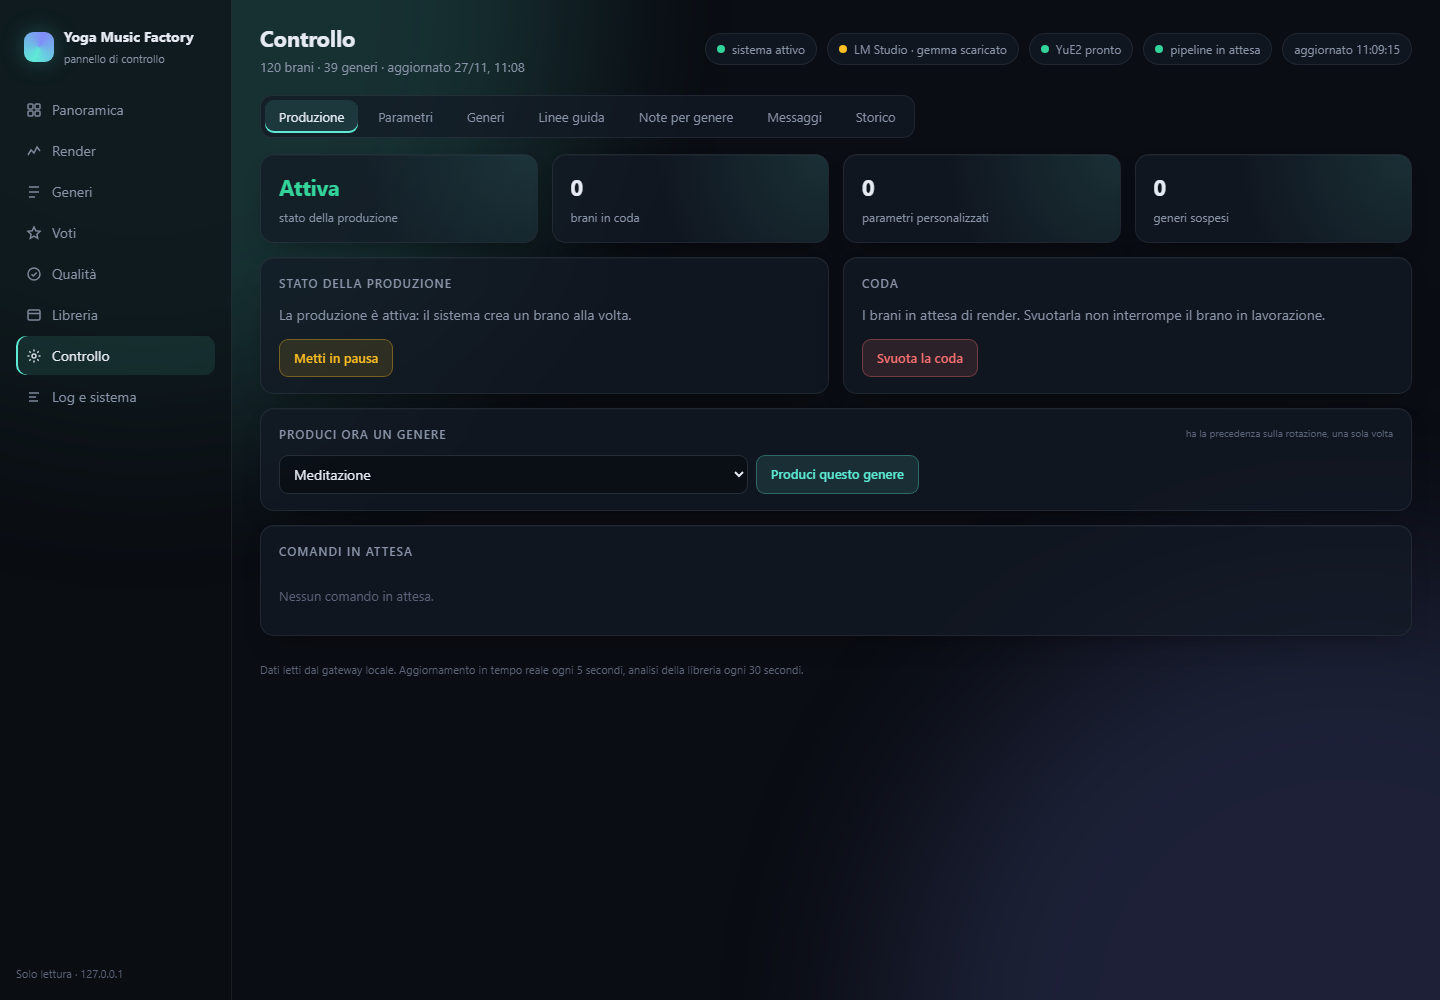 Yoga Music Factory
pannello di controllo
Panoramica
Render
Generi
Voti
Qualità
Libreria
Controllo
Log e sistema
Solo lettura · 127.0.0.1
Controllo
120 brani · 39 generi · aggiornato 27/11, 11:08
sistema attivo
LM Studio · gemma scaricato
YuE2 pronto
pipeline in attesa
aggiornato 11:09:15
Produzione
Parametri
Generi
Linee guida
Note per genere
Messaggi
Storico
Attiva
stato della produzione
0
brani in coda
0
parametri personalizzati
0
generi sospesi
STATO DELLA PRODUZIONE
La produzione è attiva: il sistema crea un brano alla volta.
Metti in pausa
CODA
I brani in attesa di render. Svuotarla non interrompe il brano in lavorazione.
Svuota la coda
PRODUCI ORA UN GENERE
ha la precedenza sulla rotazione, una sola volta
Meditazione
Produci questo genere
COMANDI IN ATTESA
Nessun comando in attesa.
Dati letti dal gateway locale. Aggiornamento in tempo reale ogni 5 secondi, analisi della libreria ogni 30 secondi.